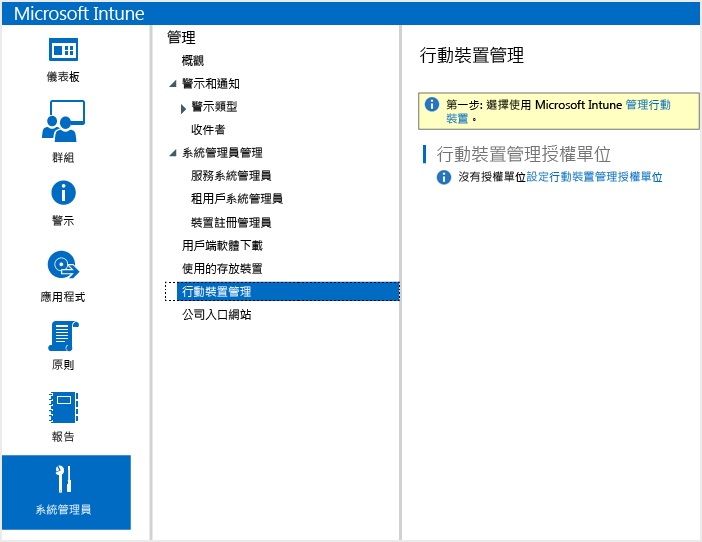 Microsoft Intune
儀表板
群組
警示
應用程式
原則
報告
系統管理員
管理
概觀
警示和通知
警示類型
收件者
系統管理員管理
服務系統管理員
租用戶系統管理員
裝置註冊管理員
用戶端軟體下載
使用的存放裝置
行動裝置管理
公司入口網站
行動裝置管理
第一步: 選擇使用 Microsoft Intune 管理行動
裝置。
行動裝置管理授權單位
沒有授權單位設定行動裝置管理授權單位